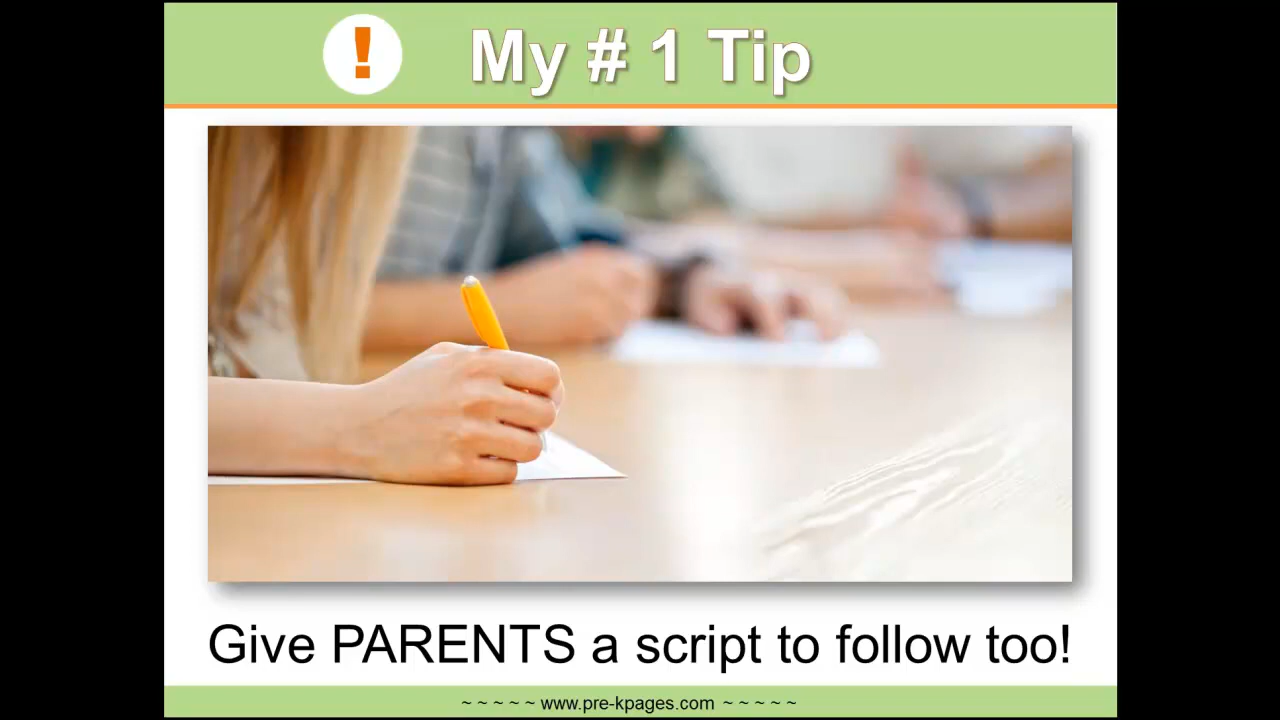 ! My # 1 Tip
Give PARENTS a script to follow too!
~ ~ ~ ~ ~ www.pre-kpages.com ~ ~ ~ ~ ~